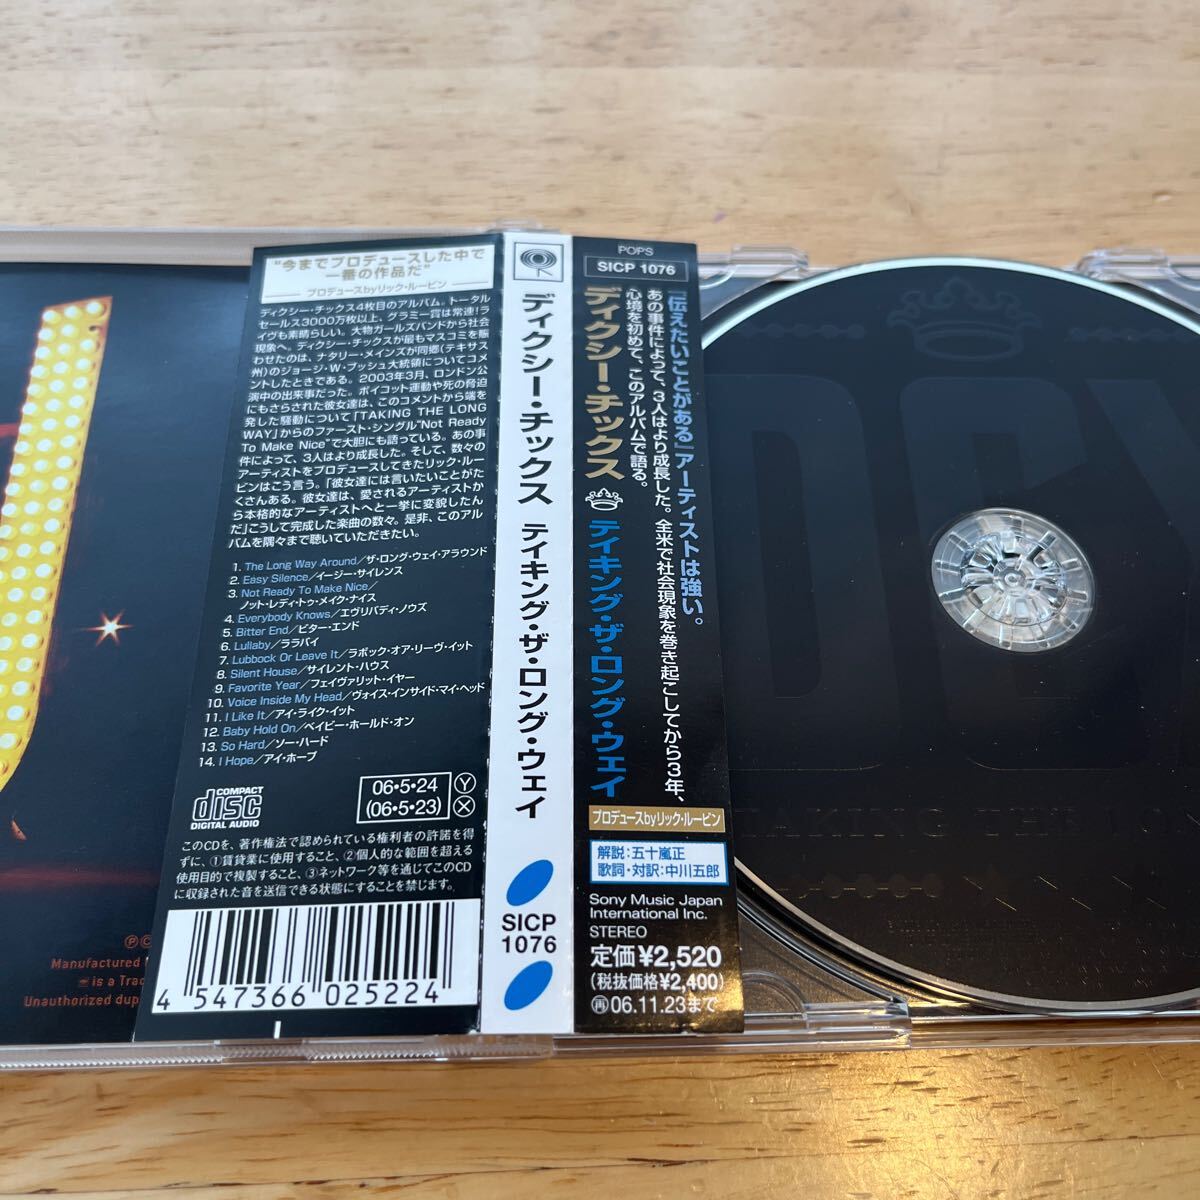 "今までプロデュースした中で
一番の作品だ"
プロデュースbyリック・ルービン
ディクシー・チックス4枚目のアルバム。トータル
セールス3000万枚以上、グラミー賞は常連!ラ
イヴも素晴らしい。大物ガールズバンドから社会
現象へ。ディクシー・チックスが最もマスコミを賑
わせたのは、ナタリー・メインズが同郷(テキサス
州)のジョージ・W・ブッシュ大統領についてコメ
ントしたときである。2003年3月、ロンドン公
演中の出来事だった。ボイコット運動や死の脅迫
にもさらされた彼女達は、このコメントから端を
発した騒動について「TAKING THE LONG
WAY」からのファースト・シングル"Not Ready
To Make Nice"で大胆にも語っている。あの事
件によって、3人はより成長した。そして、数々の
アーティストをプロデュースしてきたリック・ルー
ビンはこう言う。「彼女達には言いたいことがた
くさんある。彼女達は、愛されるアーティストか
ら本格的なアーティストへと一挙に変貌したん
だ」こうして完成した楽曲の数々。是非、このアル
バムを隅々まで聴いていただきたい。
1. The Long Way Around／ザ・ロング・ウェイ・アラウンド
2. Easy Silence／イージー・サイレンス
3. Not Ready To Make Nice／
ノット・レディ・トゥ・メイク・ナイス
4. Everybody Knows／エヴリバディ・ノウズ
5. Bitter End／ビター・エンド
6. Lullaby／ララバイ
7. Lubbock Or Leave It／ラボック・オア・リーヴ・イット
8. Silent House／サイレント・ハウス
9. Favorite Year／フェイヴァリット・イヤー
10. Voice Inside My Head／ヴォイス・インサイド・マイ・ヘッド
11. I Like It／アイ・ライク・イット
12. Baby Hold On／ベイビー・ホールド・オン
13. So Hard／ソー・ハード
14. I Hope／アイ・ホープ
COMPACT
disc
DIGITAL AUDIO
06・5・24
(06・5・23)
Y
X
このCDを、著作権法で認められている権利者の許諾を得
ずに、①賃貸業に使用すること、②個人的な範囲を超える
使用目的で複製すること、③ネットワーク等を通じてこのCD
に収録された音を送信できる状態にすることを禁じます。
4 547366 025224
ディクシー・チックス テイキング・ザ・ロング・ウェイ
SICP
1076
POPS
SICP 1076
「伝えたいことがある」アーティストは強い。
あの事件によって、3人はより成長した。全米で社会現象を巻き起こしてから3年、
心境を初めて、このアルバムで語る。
ディクシー・チックス テイキング・ザ・ロング・ウェイ
プロデュースbyリック・ルービン
解説:五十嵐正
歌詞・対訳:中川五郎
Sony Music Japan
International Inc.
STEREO
定価¥2,520
(税抜価格¥2,400)
再06.11.23まで
Manufactured
is a Trad
Unauthorized dup
DCX
TAKING THE LO